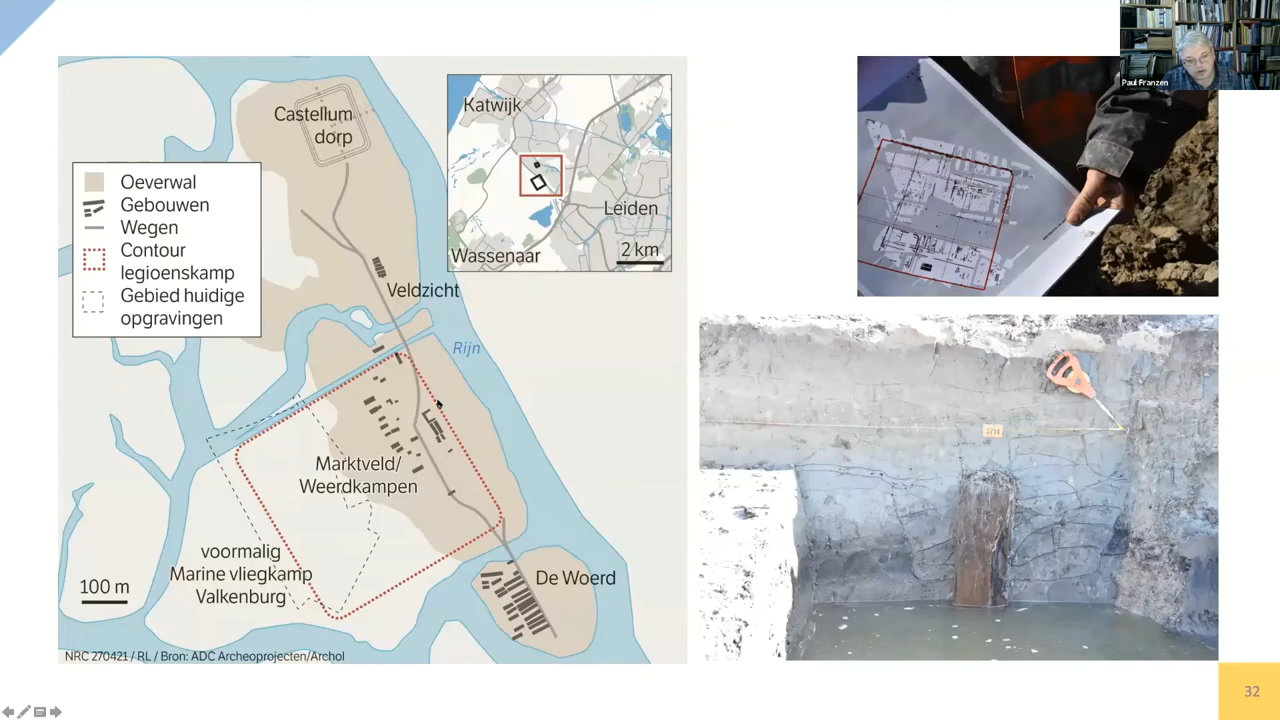 Paul Franzen
Castellum
dorp
Katwijk
Leiden
Wassenaar
2 km
Oeverwal
Gebouwen
Wegen
Contour
legioenskamp
Gebied huidige
opgravingen
Veldzicht
Rijn
Marktveld/
Weerdkampen
voormalig
Marine vliegkamp
Valkenburg
100 m
De Woerd
NRC 270421 / RL / Bron: ADC Archeoprojecten/Archol
32